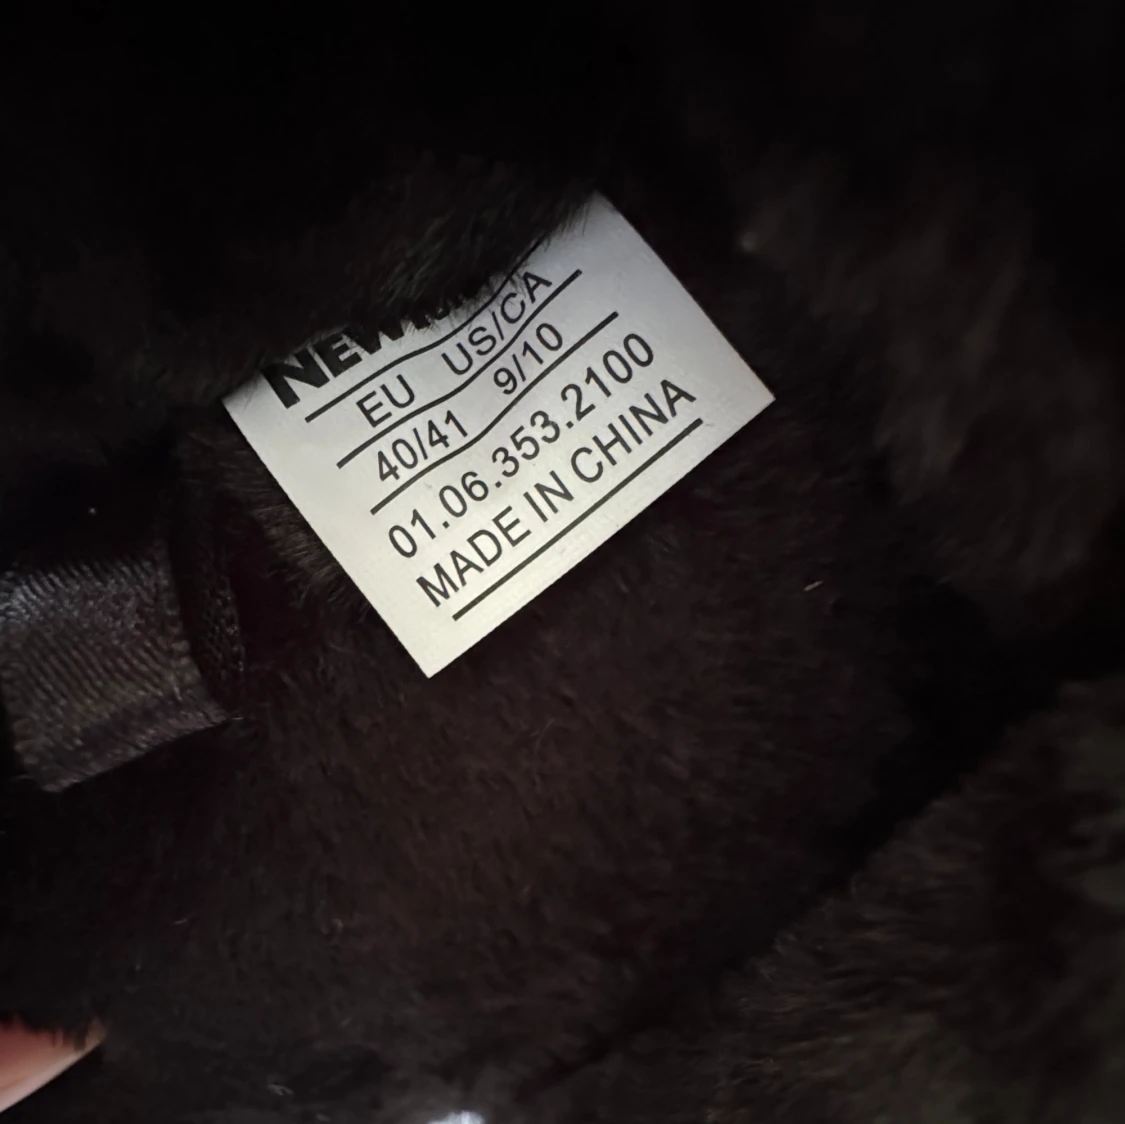 EU US/CA
40/41 9/10
01.06.353.2100
MADE IN CHINA